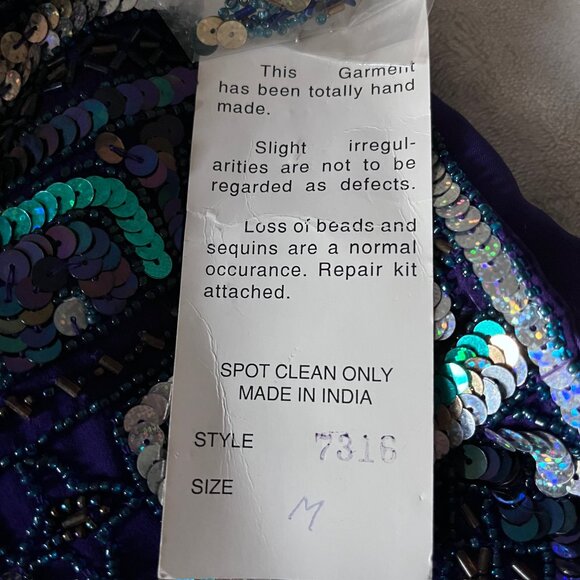 This Garment
has been totally hand
made.
Slight irregul-
arities are not to be
regarded as defects.
Loss of beads and
sequins are a normal
occurance. Repair kit
attached.
SPOT CLEAN ONLY
MADE IN INDIA
STYLE 7316
SIZE M